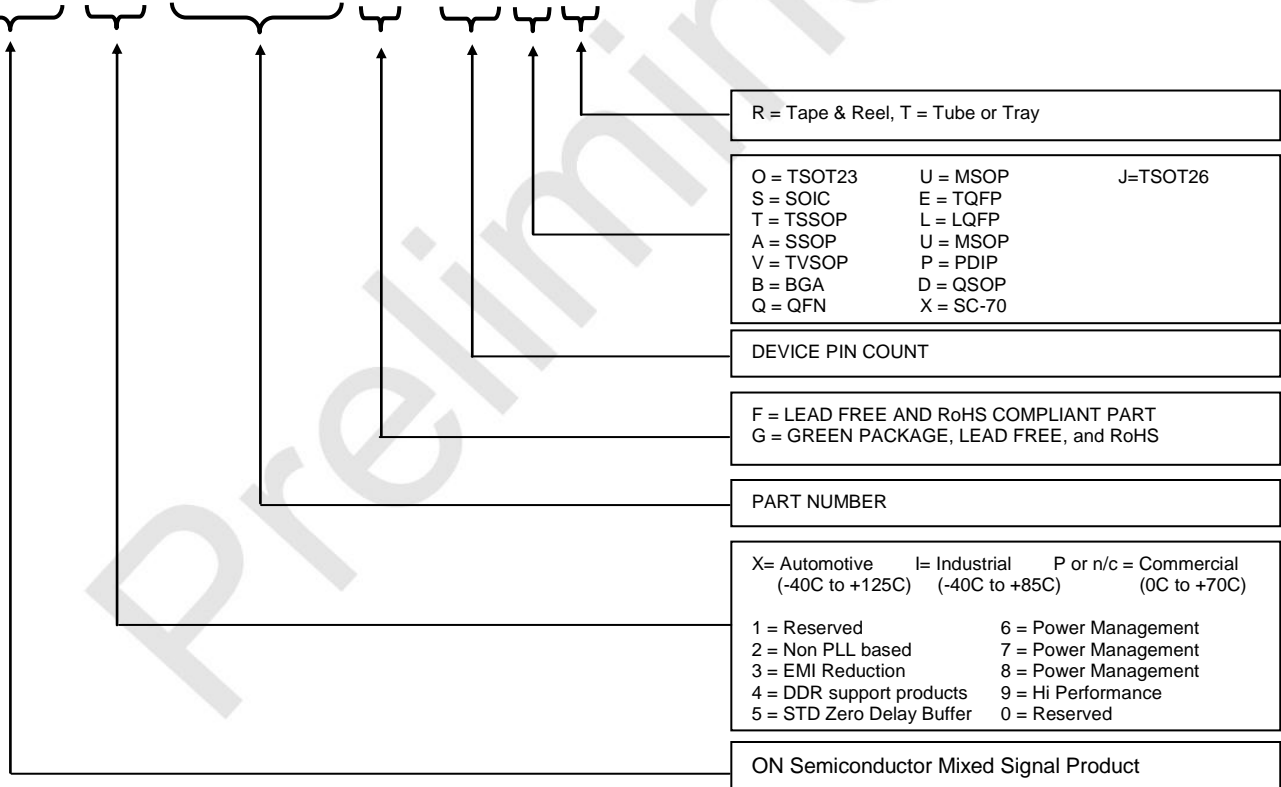 R = Tape & Reel, T = Tube or Tray
O = TSOT23 U = MSOP J=TSOT26
S = SOIC E = TQFP
T = TSSOP L = LQFP
A = SSOP U = MSOP
V = TVSOP P = PDIP
B = BGA D = QSOP
Q = QFN X = SC-70
DEVICE PIN COUNT
F = LEAD FREE AND RoHS COMPLIANT PART
G = GREEN PACKAGE, LEAD FREE, and RoHS
PART NUMBER
X= Automotive I= Industrial P or n/c = Commercial
(-40C to +125C) (-40C to +85C) (0C to +70C)
1 = Reserved 6 = Power Management
2 = Non PLL based 7 = Power Management
3 = EMI Reduction 8 = Power Management
4 = DDR support products 9 = Hi Performance
5 = STD Zero Delay Buffer 0 = Reserved
ON Semiconductor Mixed Signal Product
Prelimin